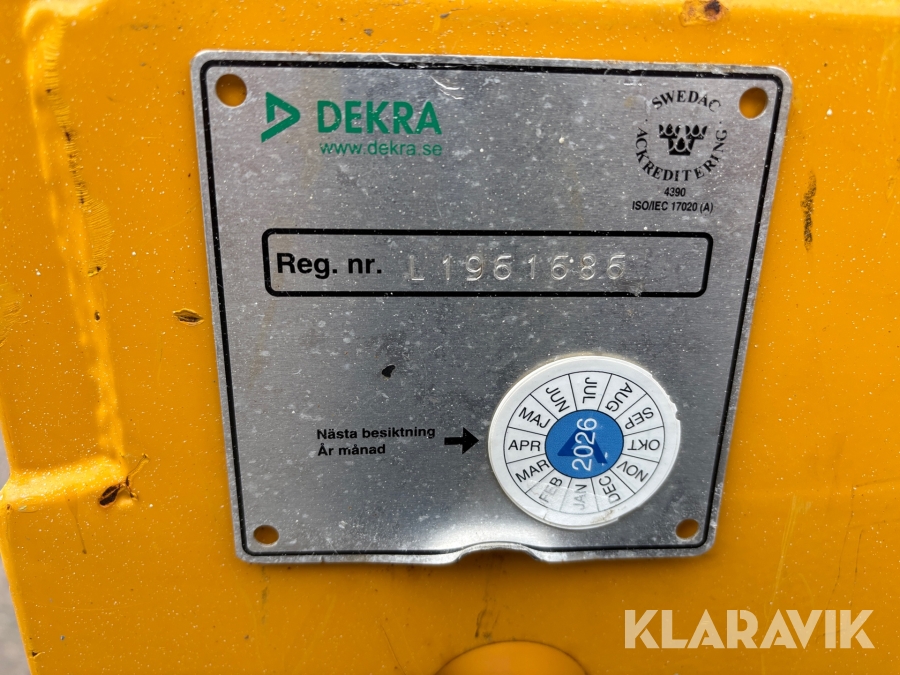 DEKRA
www.dekra.se
SWEDAC
ACKREDITERING
4390
ISO/IEC 17020 (A)
Reg. nr. L1961686
Nästa besiktning
År månad
JAN FEB MAR APR MAJ JUN JUL AUG SEP OKT NOV DEC
2026
KLARAVIK